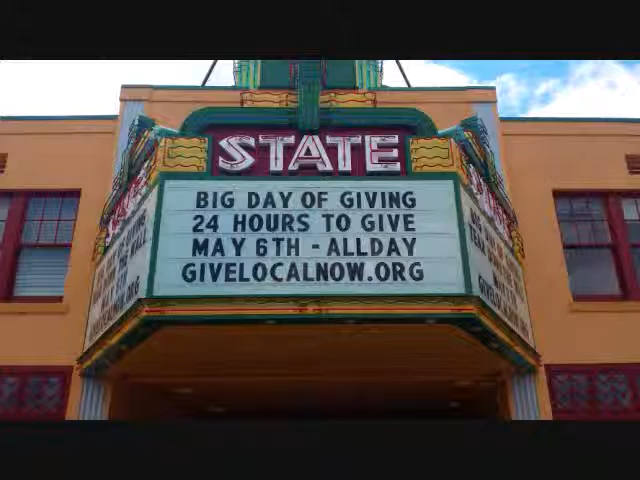 STATE
BIG DAY OF GIVING
24 HOURS TO GIVE
MAY 6TH - ALLDAY
GIVELOCALNOW.ORG